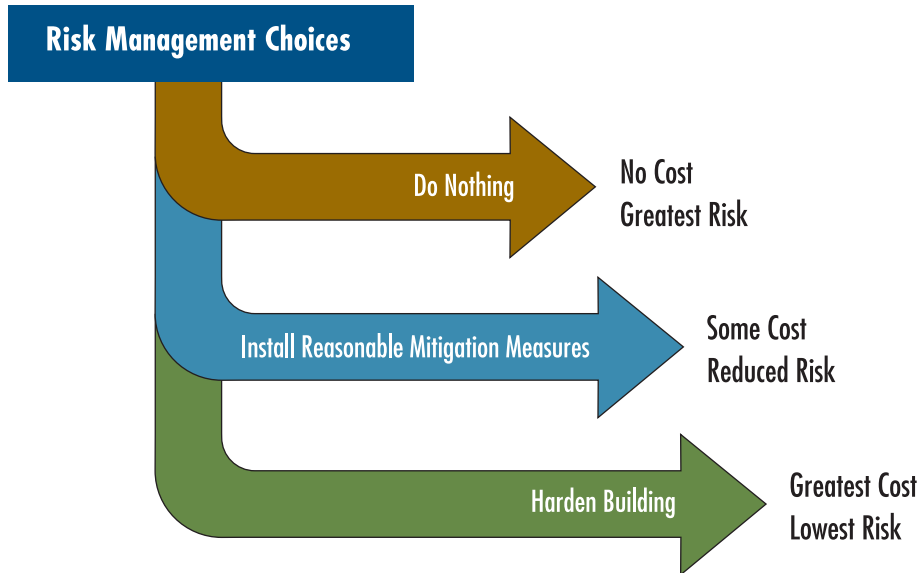 Risk Management Choices
Do Nothing
No Cost
Greatest Risk
Install Reasonable Mitigation Measures
Some Cost
Reduced Risk
Harden Building
Greatest Cost
Lowest Risk